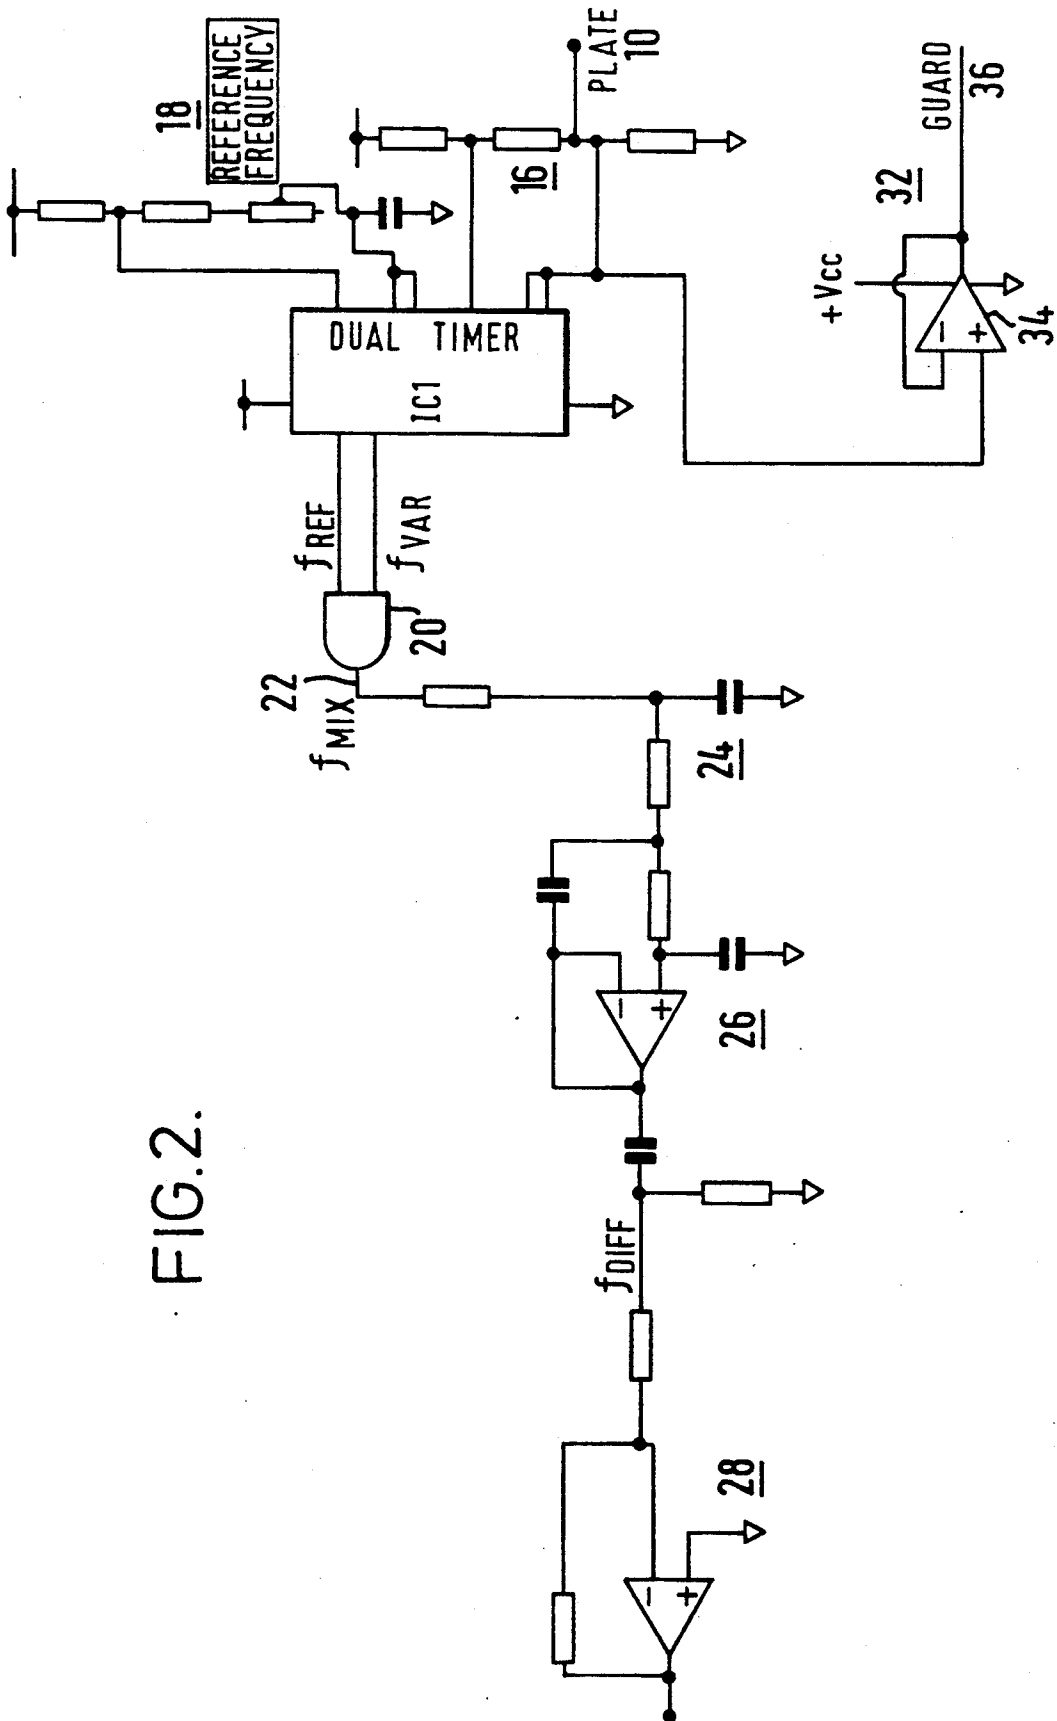 FIG.2.
18
REFERENCE
FREQUENCY
PLATE
10
16
DUAL TIMER
IC1
fREF
fVAR
20
22
fMIX
24
26
fDIFF
28
+Vcc
32
GUARD
36
34
−
+
−
+
−
+